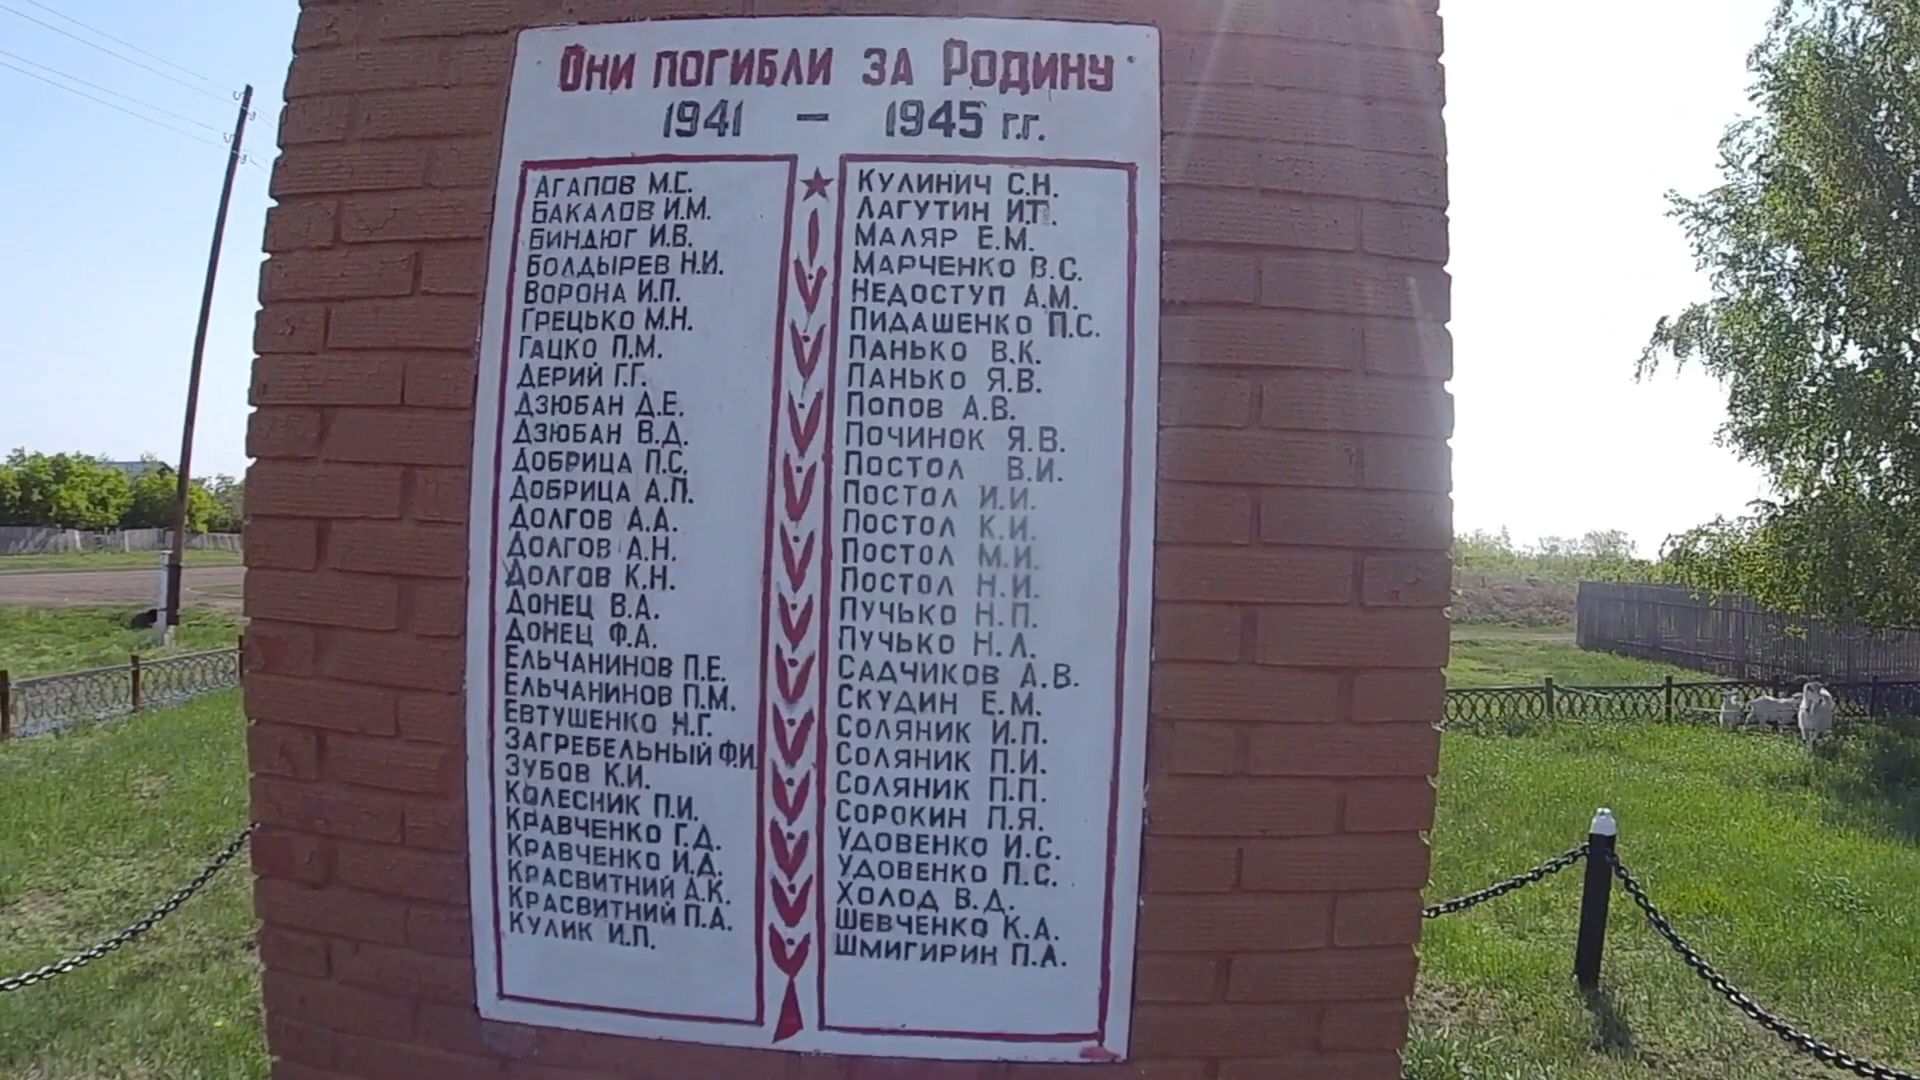 Они погибли за Родину
1941 – 1945 г.г.
Агапов М.С.
Бакалов И.М.
Биндюг И.В.
Болдырев Н.И.
Ворона И.П.
Грецько М.Н.
Гацко П.М.
Дерий Г.Г.
Дзюбан Д.Е.
Дзюбан В.Д.
Добрица П.С.
Добрица А.П.
Долгов А.А.
Долгов А.Н.
Долгов К.Н.
Донец В.А.
Донец Ф.А.
Ельчанинов П.Е.
Ельчанинов П.М.
Евтушенко Н.Г.
Загребельный Ф.И.
Зубов К.И.
Колесник П.И.
Кравченко Г.Д.
Кравченко И.Д.
Красвитний А.К.
Красвитний П.А.
Кулик И.П.
Кулинич С.Н.
Лагутин И.Т.
Маляр Е.М.
Марченко В.С.
Недоступ А.М.
Пидашенко П.С.
Панько В.К.
Панько Я.В.
Попов А.В.
Починок Я.В.
Постол В.И.
Постол И.И.
Постол К.И.
Постол М.И.
Постол Н.И.
Пучько Н.П.
Пучько Н.Л.
Садчиков А.В.
Скудин Е.М.
Соляник И.П.
Соляник П.И.
Соляник П.П.
Сорокин П.Я.
Удовенко И.С.
Удовенко П.С.
Холод В.Д.
Шевченко К.А.
Шмигирин П.А.